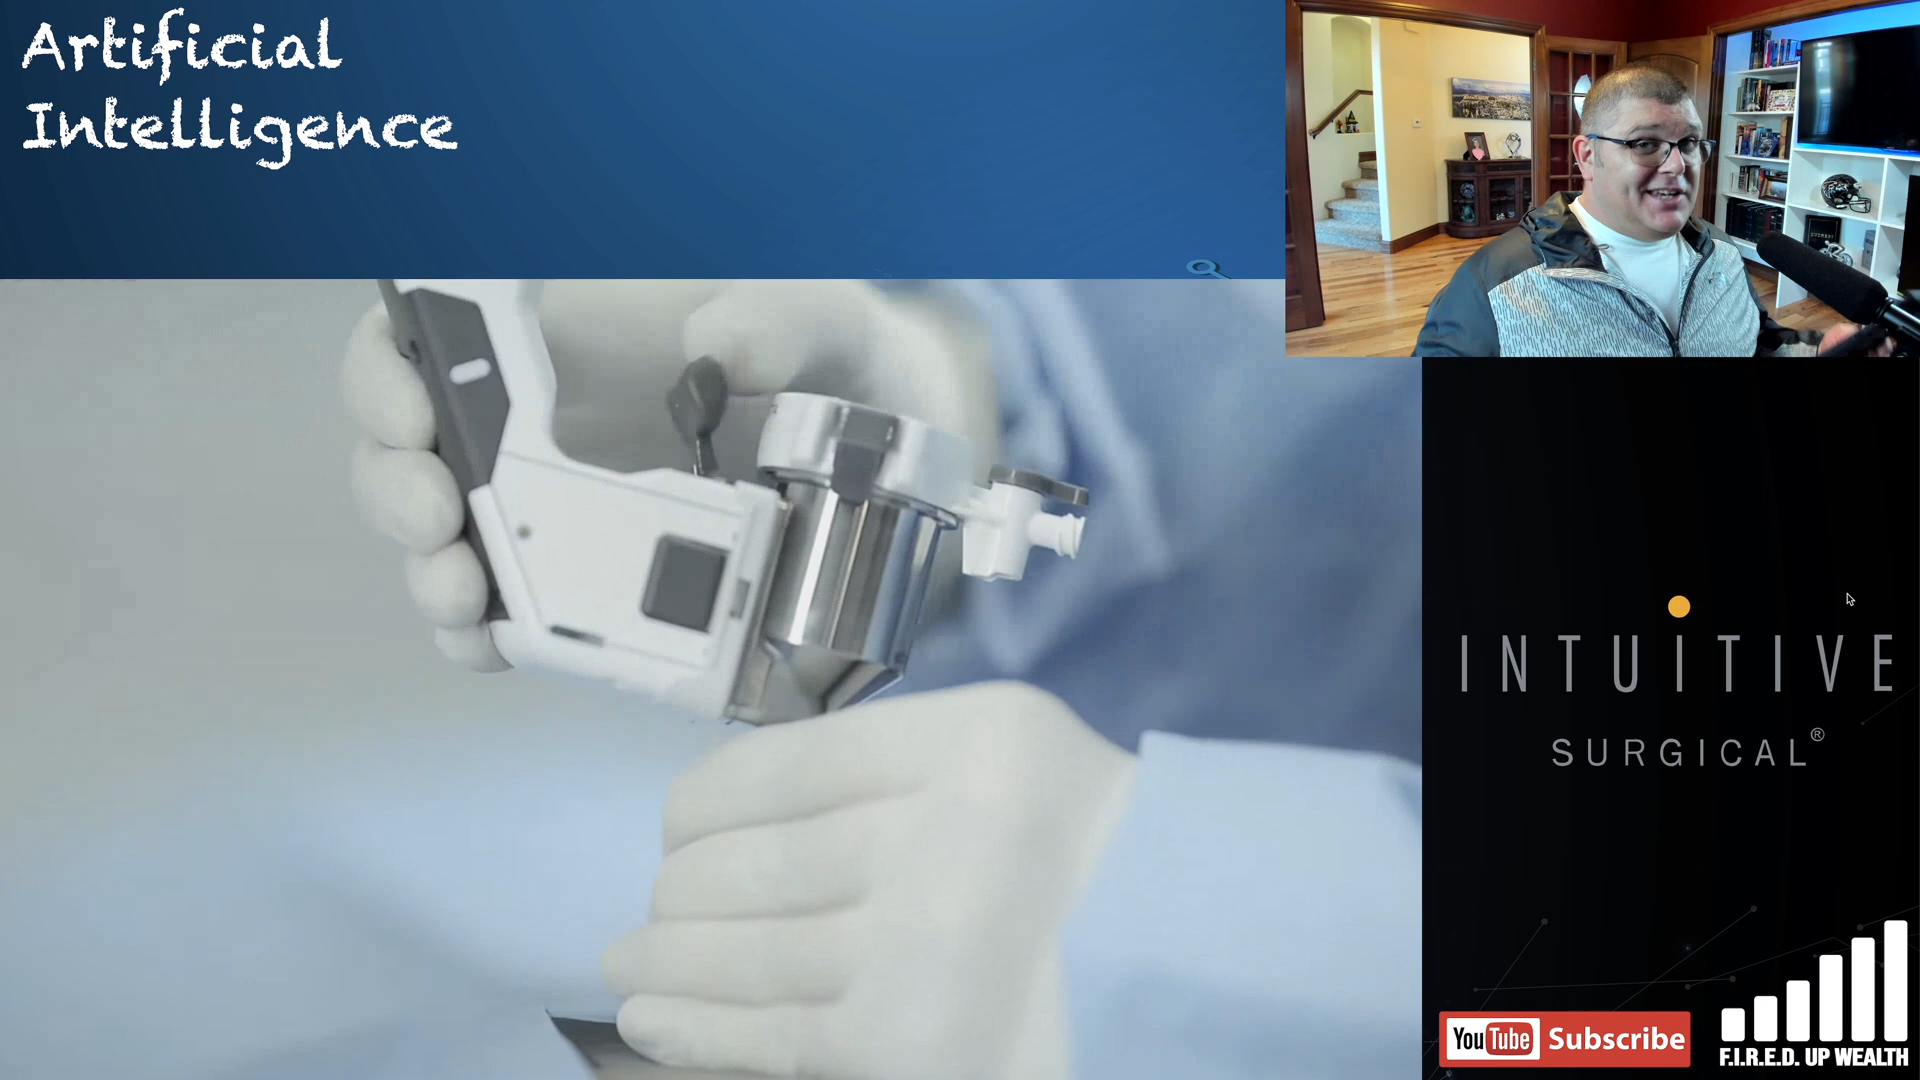 Artificial
Intelligence
INTUITIVE
SURGICAL®
YouTube Subscribe
F.I.R.E.D. UP WEALTH